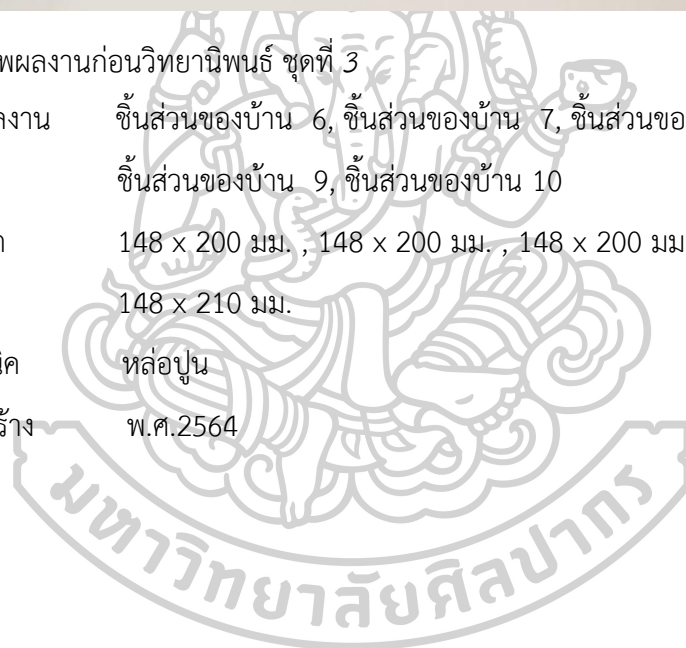 ผลงานก่อนวิทยานิพนธ์ ชุดที่ 3
ชิ้นส่วนของบ้าน 6, ชิ้นส่วนของบ้าน 7, ชิ้นส่วนขอ
ชิ้นส่วนของบ้าน 9, ชิ้นส่วนของบ้าน 10
148 x 200 มม. , 148 x 200 มม. , 148 x 200 มม
148 x 210 มม.
หล่อปูน
พ.ศ.2564
มหาวิทยาลัยศิลปากร